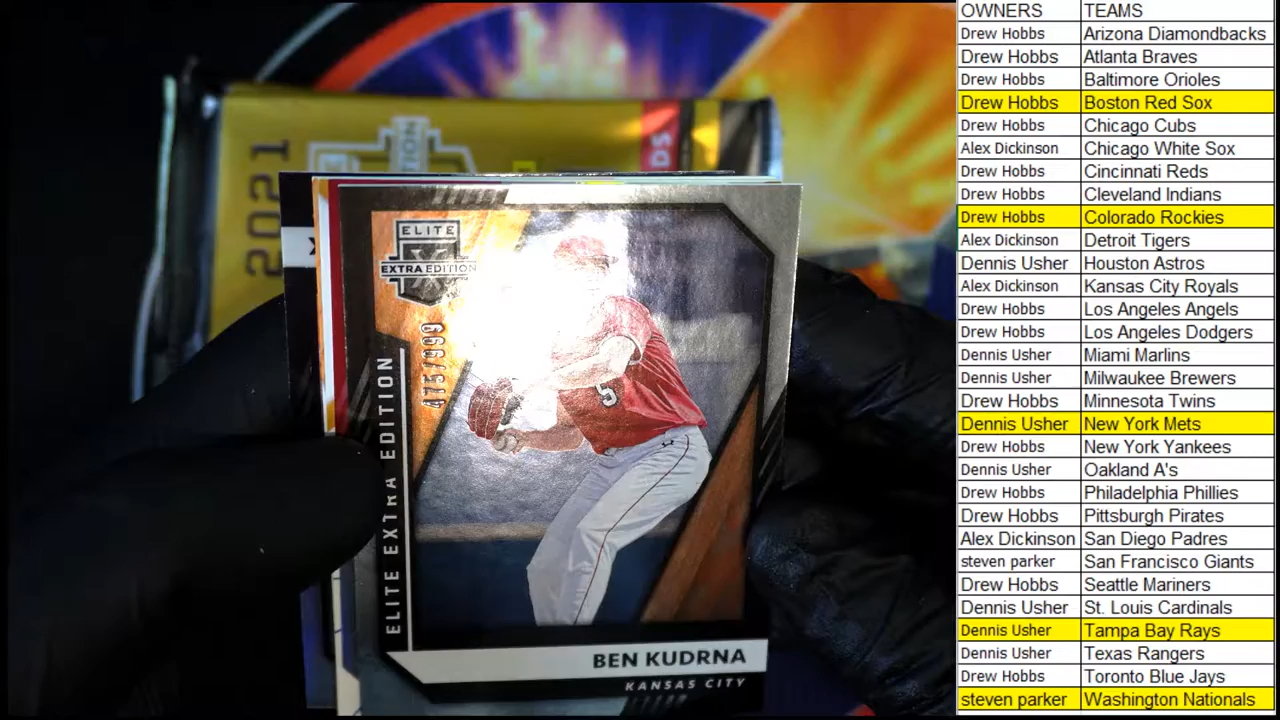 2021
DS
ELITE
EXTRA EDITION
475/999
ELITE EXTRA EDITION
5
BEN KUDRNA
KANSAS CITY
OWNERS TEAMS
Drew Hobbs Arizona Diamondbacks
Drew Hobbs Atlanta Braves
Drew Hobbs Baltimore Orioles
Drew Hobbs Boston Red Sox
Drew Hobbs Chicago Cubs
Alex Dickinson Chicago White Sox
Drew Hobbs Cincinnati Reds
Drew Hobbs Cleveland Indians
Drew Hobbs Colorado Rockies
Alex Dickinson Detroit Tigers
Dennis Usher Houston Astros
Alex Dickinson Kansas City Royals
Drew Hobbs Los Angeles Angels
Drew Hobbs Los Angeles Dodgers
Dennis Usher Miami Marlins
Dennis Usher Milwaukee Brewers
Drew Hobbs Minnesota Twins
Dennis Usher New York Mets
Drew Hobbs New York Yankees
Dennis Usher Oakland A's
Drew Hobbs Philadelphia Phillies
Drew Hobbs Pittsburgh Pirates
Alex Dickinson San Diego Padres
steven parker San Francisco Giants
Drew Hobbs Seattle Mariners
Dennis Usher St. Louis Cardinals
Dennis Usher Tampa Bay Rays
Dennis Usher Texas Rangers
Drew Hobbs Toronto Blue Jays
steven parker Washington Nationals